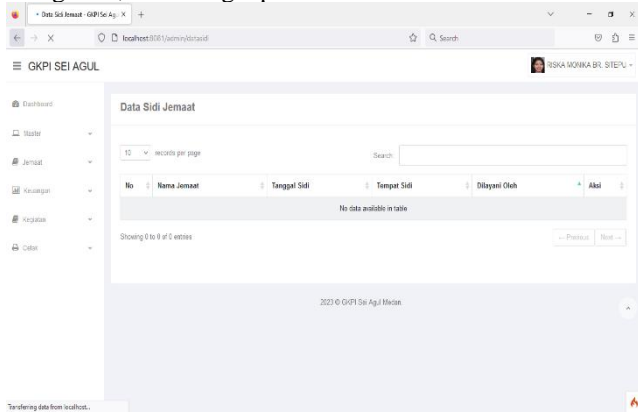 Data Sidi Jemaat - GKPI Sei Agu
localhost:8081/admin/datasidi
Search
GKPI SEI AGUL
RISKA MONIKA BR. SITEPU
Dashboard
Data Sidi Jemaat
Master
10 records per page
Search:
Jemaat
No Nama Jemaat Tanggal Sidi Tempat Sidi Dilayani Oleh Aksi
Keuangan
No data available in table
Kegiatan
Showing 0 to 0 of 0 entries
← Previous Next →
2023 © GKPI Sei Agul Medan.
Transferring data from localhost...